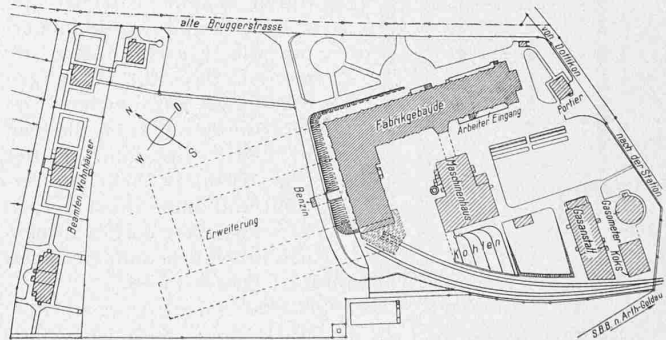 alte Bruggerstrasse
von Dottikon
nach der Station
N
O
W
S
Fabrikgebäude
Arbeiter Eingang
Portier
Beamten Wohnhäuser
Benzin
Erweiterung
Maschinenhaus
Kohlen
Gasanstalt
Gasometer
Koks
S.B.B. n. Arth-Goldau